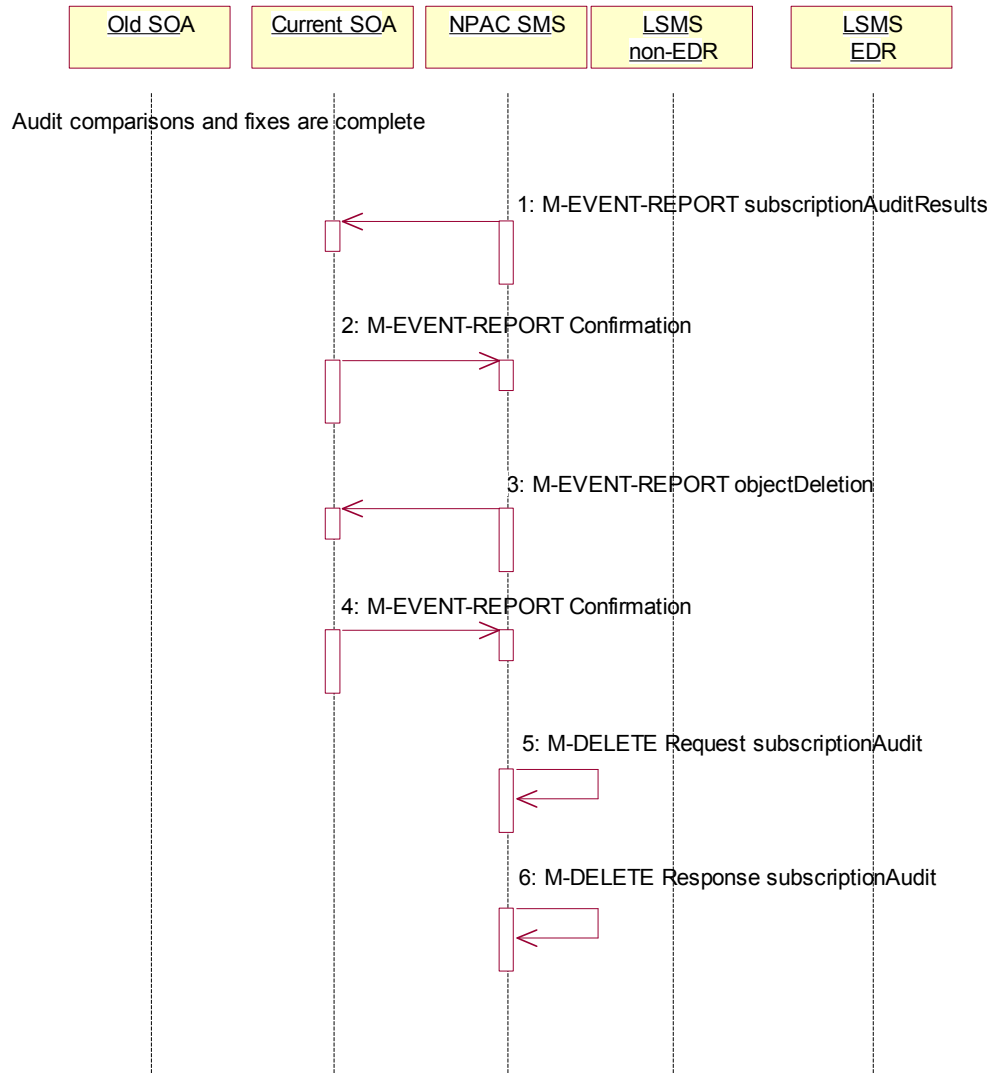 Old SOA
Current SOA
NPAC SMS
LSMS
non-EDR
LSMS
EDR
Audit comparisons and fixes are complete
1: M-EVENT-REPORT subscriptionAuditResults
2: M-EVENT-REPORT Confirmation
3: M-EVENT-REPORT objectDeletion
4: M-EVENT-REPORT Confirmation
5: M-DELETE Request subscriptionAudit
6: M-DELETE Response subscriptionAudit